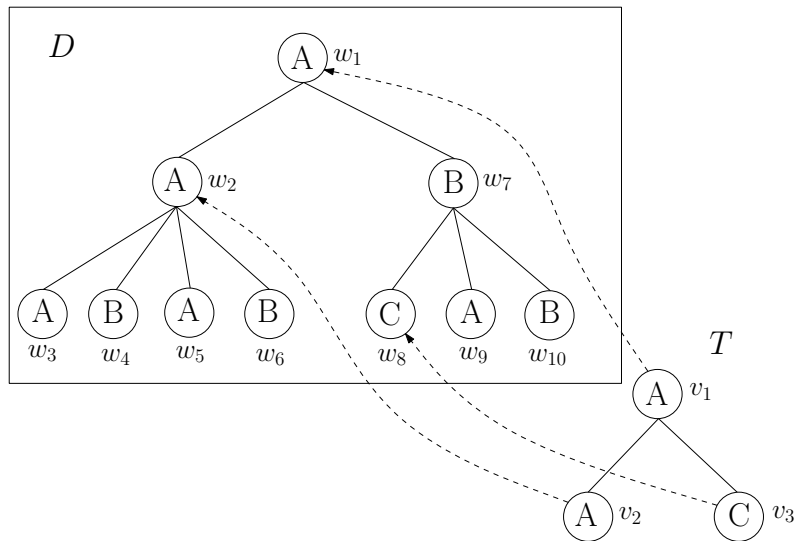 D
A w₁
A w₂ B w₇
A B A B C A B
w₃ w₄ w₅ w₆ w₈ w₉ w₁₀
T
A v₁
A v₂ C v₃